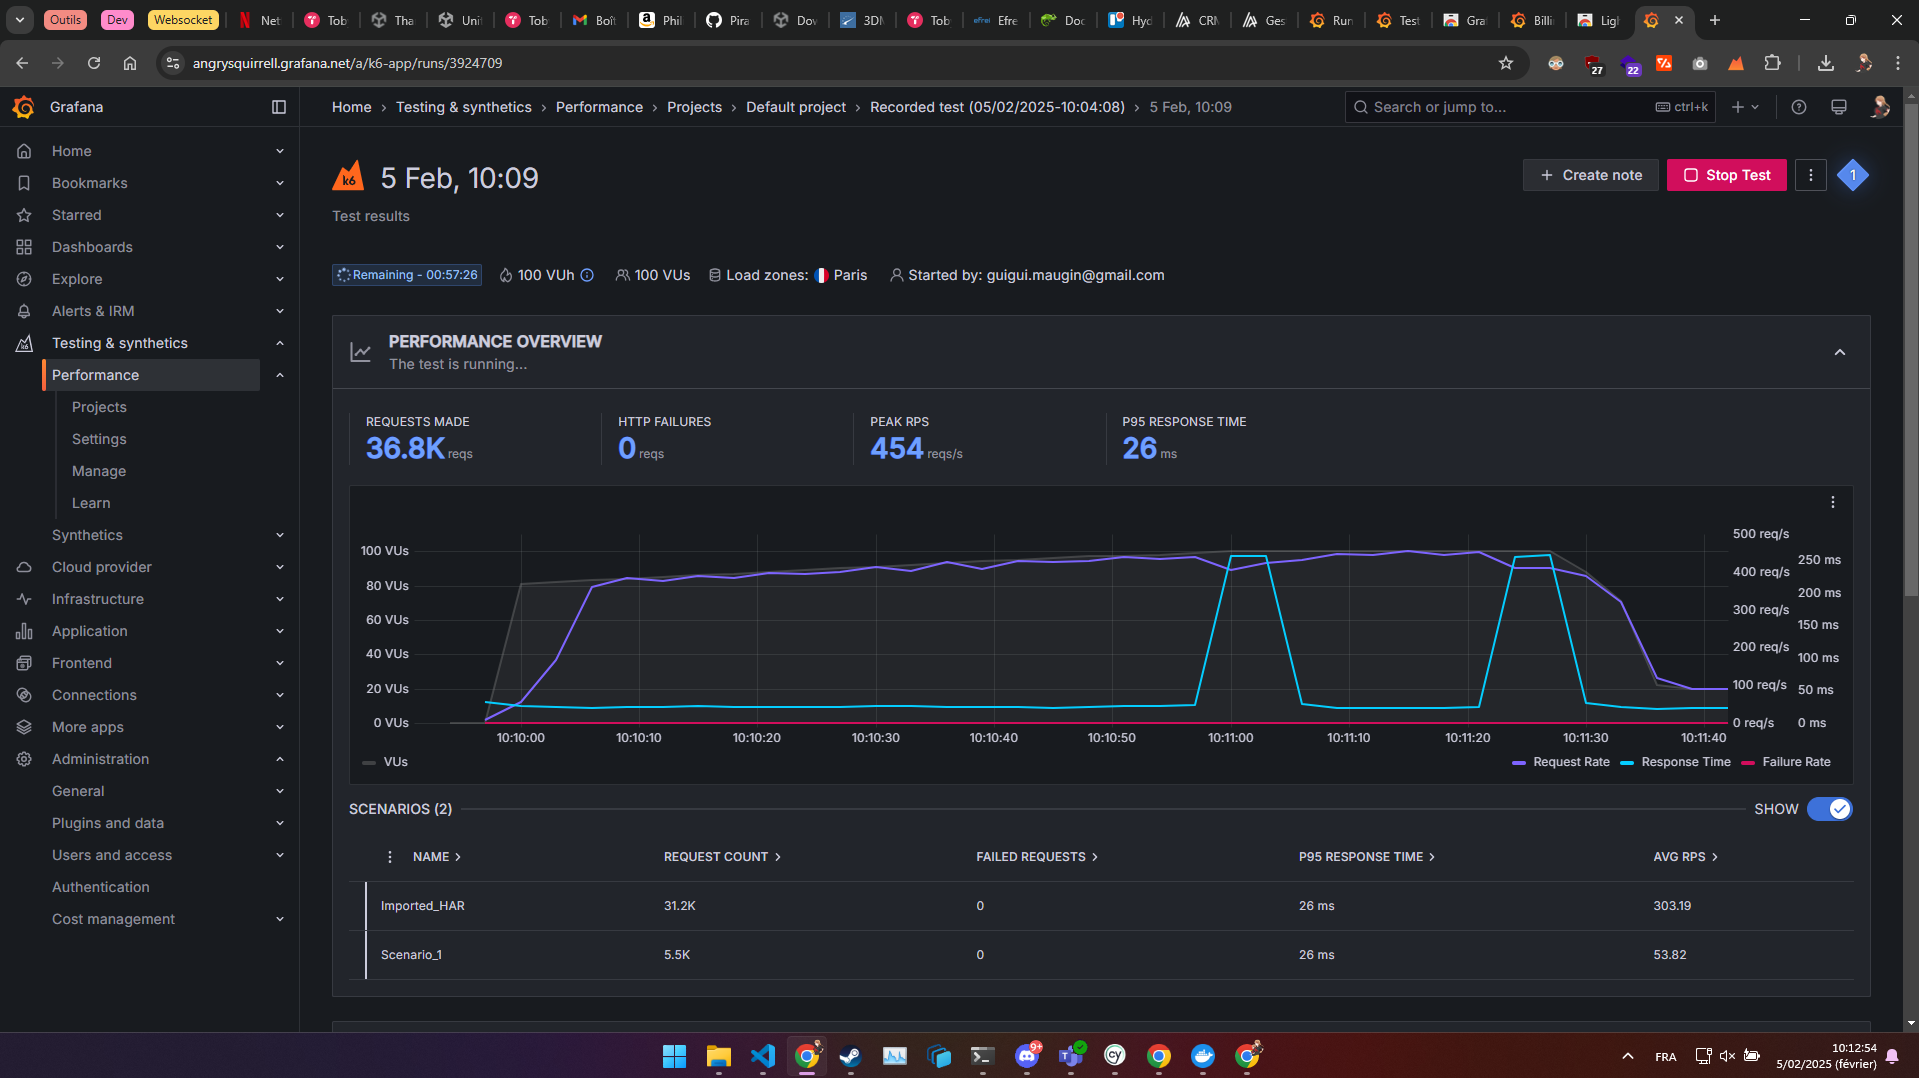 Outils
Dev
Websocket
Net
Tob
Tha
Unit
Tob
Boît
Phil
Pira
Dov
3DM
Tob
efrei
Efre
Doc
Hyd
CRM
Ges
Run
Test
Gra
Billi
Ligh
angrysquirrell.grafana.net/a/k6-app/runs/3924709
27
22
Grafana
Home › Testing & synthetics › Performance › Projects › Default project › Recorded test (05/02/2025-10:04:08) › 5 Feb, 10:09
Search or jump to...
ctrl+k
Home
Bookmarks
Starred
Dashboards
Explore
Alerts & IRM
Testing & synthetics
Performance
Projects
Settings
Manage
Learn
Synthetics
Cloud provider
Infrastructure
Application
Frontend
Connections
More apps
Administration
General
Plugins and data
Users and access
Authentication
Cost management
k6
5 Feb, 10:09
Test results
Create note
Stop Test
1
Remaining - 00:57:26
100 VUh
100 VUs
Load zones: Paris
Started by: guigui.maugin@gmail.com
PERFORMANCE OVERVIEW
The test is running...
REQUESTS MADE
36.8K reqs
HTTP FAILURES
0 reqs
PEAK RPS
454 reqs/s
P95 RESPONSE TIME
26 ms
100 VUs
80 VUs
60 VUs
40 VUs
20 VUs
0 VUs
500 req/s
400 req/s
300 req/s
200 req/s
100 req/s
0 req/s
250 ms
200 ms
150 ms
100 ms
50 ms
0 ms
10:10:00
10:10:10
10:10:20
10:10:30
10:10:40
10:10:50
10:11:00
10:11:10
10:11:20
10:11:30
10:11:40
VUs
Request Rate
Response Time
Failure Rate
SCENARIOS (2)
SHOW
NAME
REQUEST COUNT
FAILED REQUESTS
P95 RESPONSE TIME
AVG RPS
Imported_HAR 31.2K 0 26 ms 303.19
Scenario_1 5.5K 0 26 ms 53.82
9+
cy
FRA
10:12:54
5/02/2025 (février)